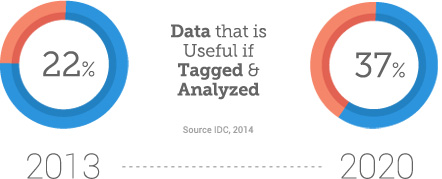 22%
Data that is
Useful if
Tagged &
Analyzed
Source IDC, 2014
37%
2013
2020